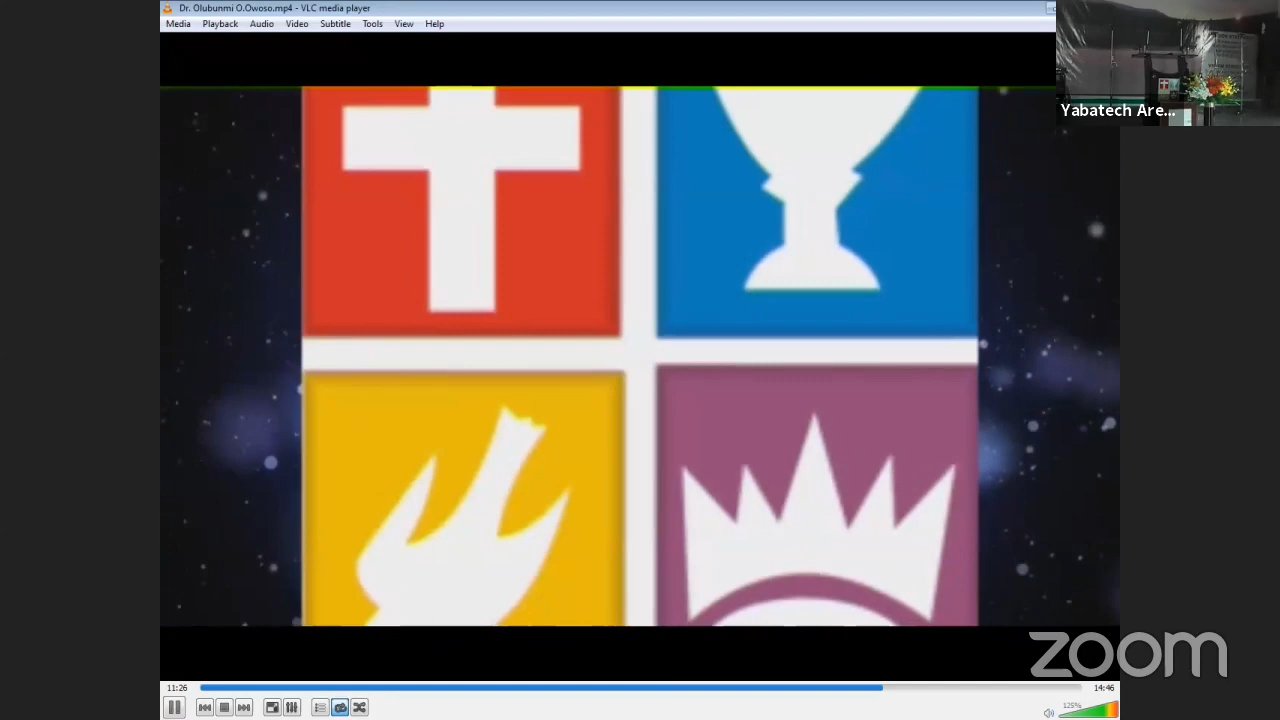 Dr. Olubunmi O.Owoso.mp4 - VLC media player
Media Playback Audio Video Subtitle Tools View Help
Yabatech Are...
zoom
11:26
14:46
125%